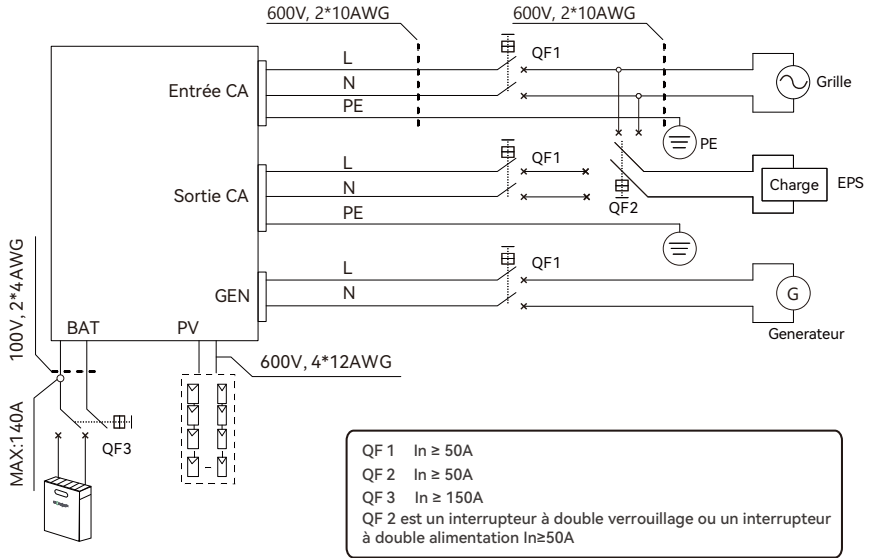 600V, 2*10AWG
600V, 2*10AWG
L
QF1
N
Entrée CA
Grille
PE
PE
L
QF1
N
Sortie CA
Charge
EPS
QF2
PE
L
QF1
N
GEN
G
Generateur
BAT
PV
100V, 2*4AWG
600V, 4*12AWG
MAX:140A
QF3
QF 1 In ≥ 50A
QF 2 In ≥ 50A
QF 3 In ≥ 150A
QF 2 est un interrupteur à double verrouillage ou un interrupteur
à double alimentation In≥50A